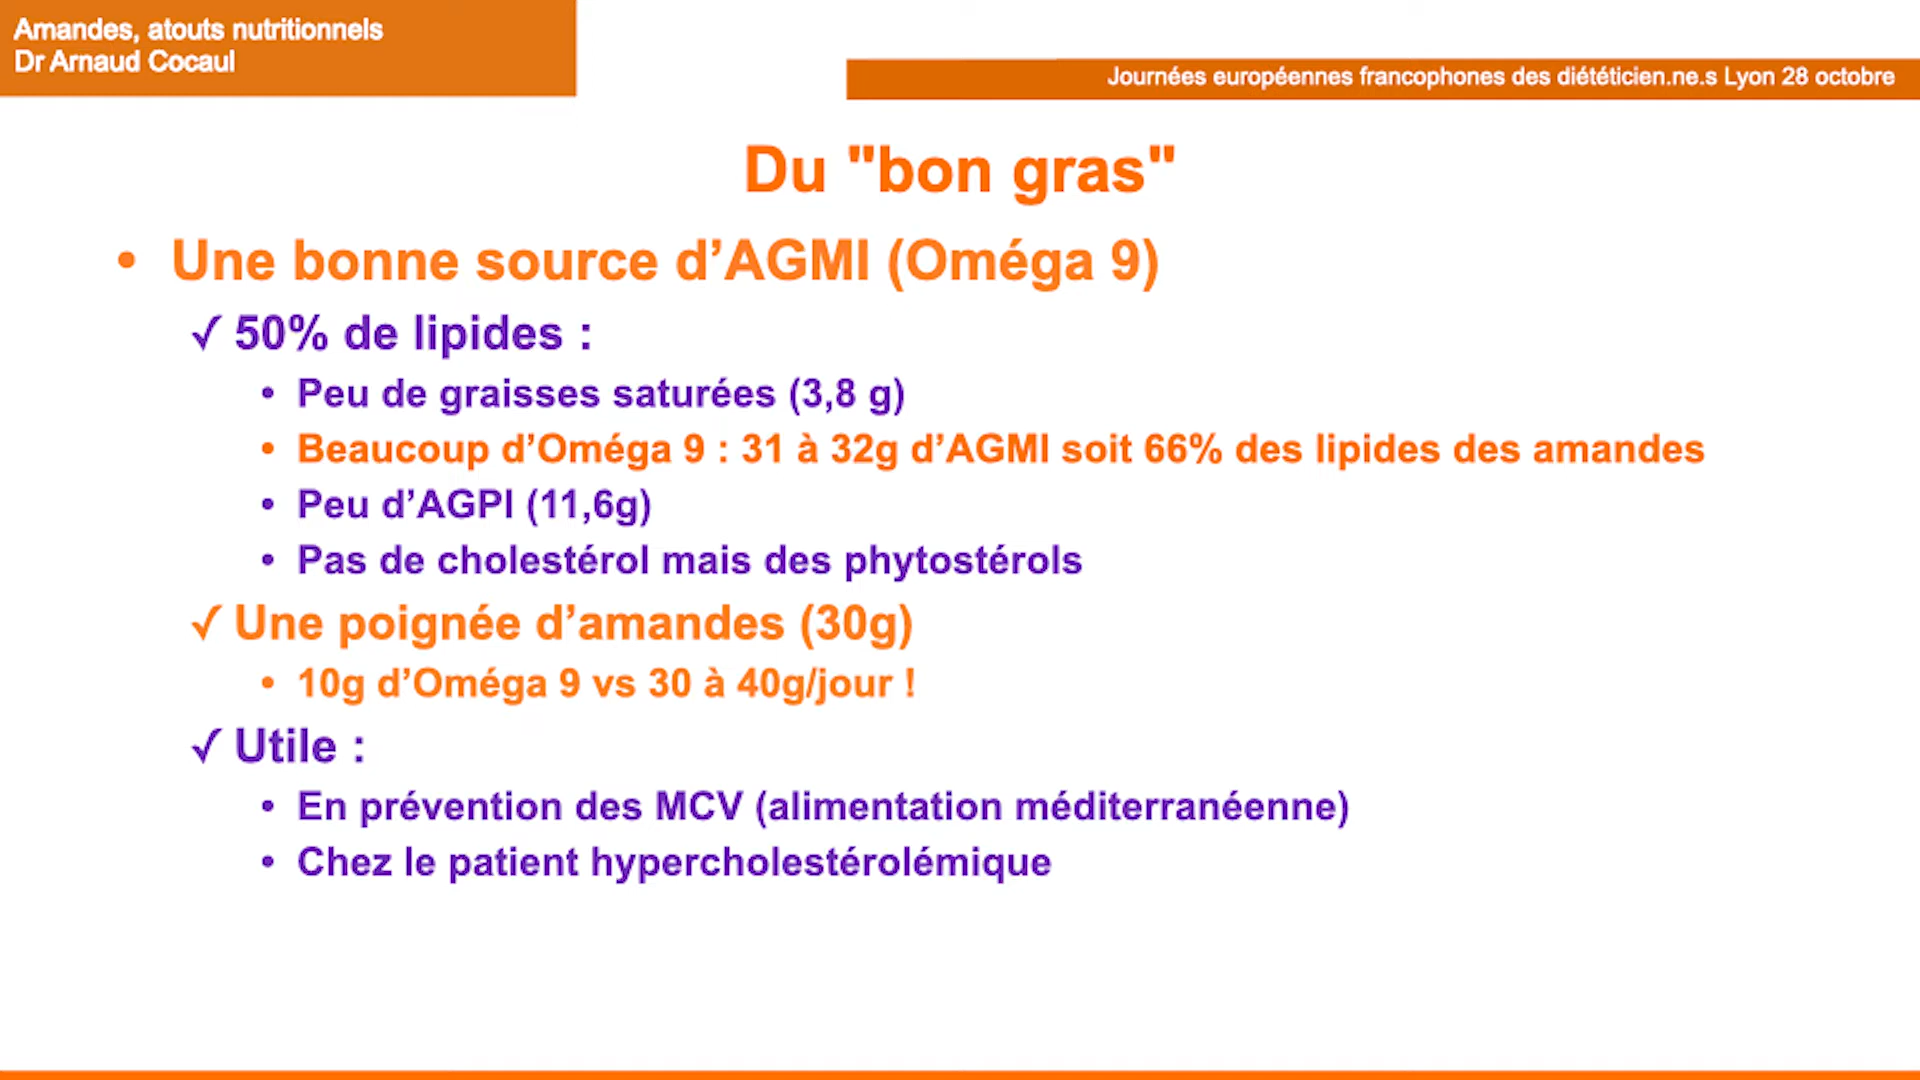 Amandes, atouts nutritionnels
Dr Arnaud Cocaul
Journées européennes francophones des diététicien.ne.s Lyon 28 octobre
Du "bon gras"
• Une bonne source d’AGMI (Oméga 9)
✓ 50% de lipides :
• Peu de graisses saturées (3,8 g)
• Beaucoup d’Oméga 9 : 31 à 32g d’AGMI soit 66% des lipides des amandes
• Peu d’AGPI (11,6g)
• Pas de cholestérol mais des phytostérols
✓ Une poignée d’amandes (30g)
• 10g d’Oméga 9 vs 30 à 40g/jour !
✓ Utile :
• En prévention des MCV (alimentation méditerranéenne)
• Chez le patient hypercholestérolémique